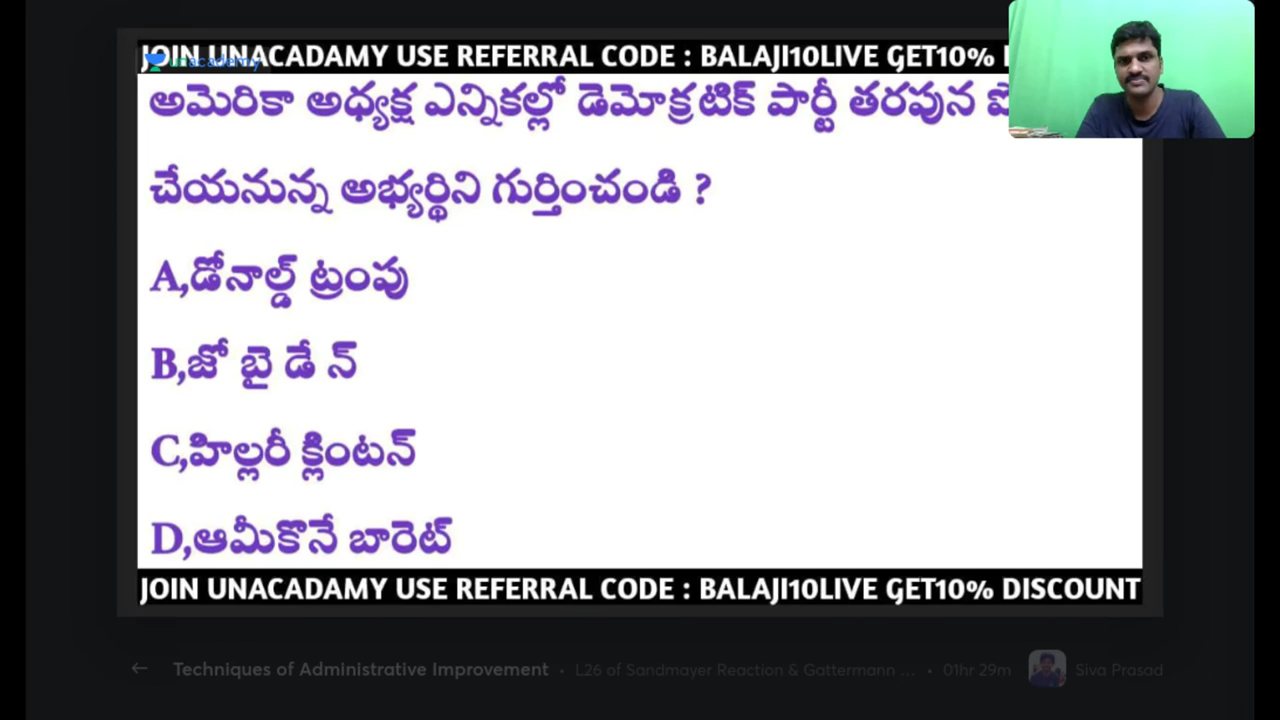 JOIN UNACADAMY USE REFERRAL CODE : BALAJI10LIVE GET10%
unacademy
అమెరికా అధ్యక్ష ఎన్నికల్లో డెమోక్రటిక్ పార్టీ తరపున
చేయనున్న అభ్యర్థిని గుర్తించండి ?
A,డోనాల్డ్ ట్రంపు
B,జో బై డే న్
C,హిల్లరీ క్లింటన్
D,ఆమీకొనే బారెట్
JOIN UNACADAMY USE REFERRAL CODE : BALAJI10LIVE GET10% DISCOUNT
← Techniques of Administrative Improvement • L26 of Sandmayer Reaction & Gattermann ... • 01hr 29m Siva Prasad